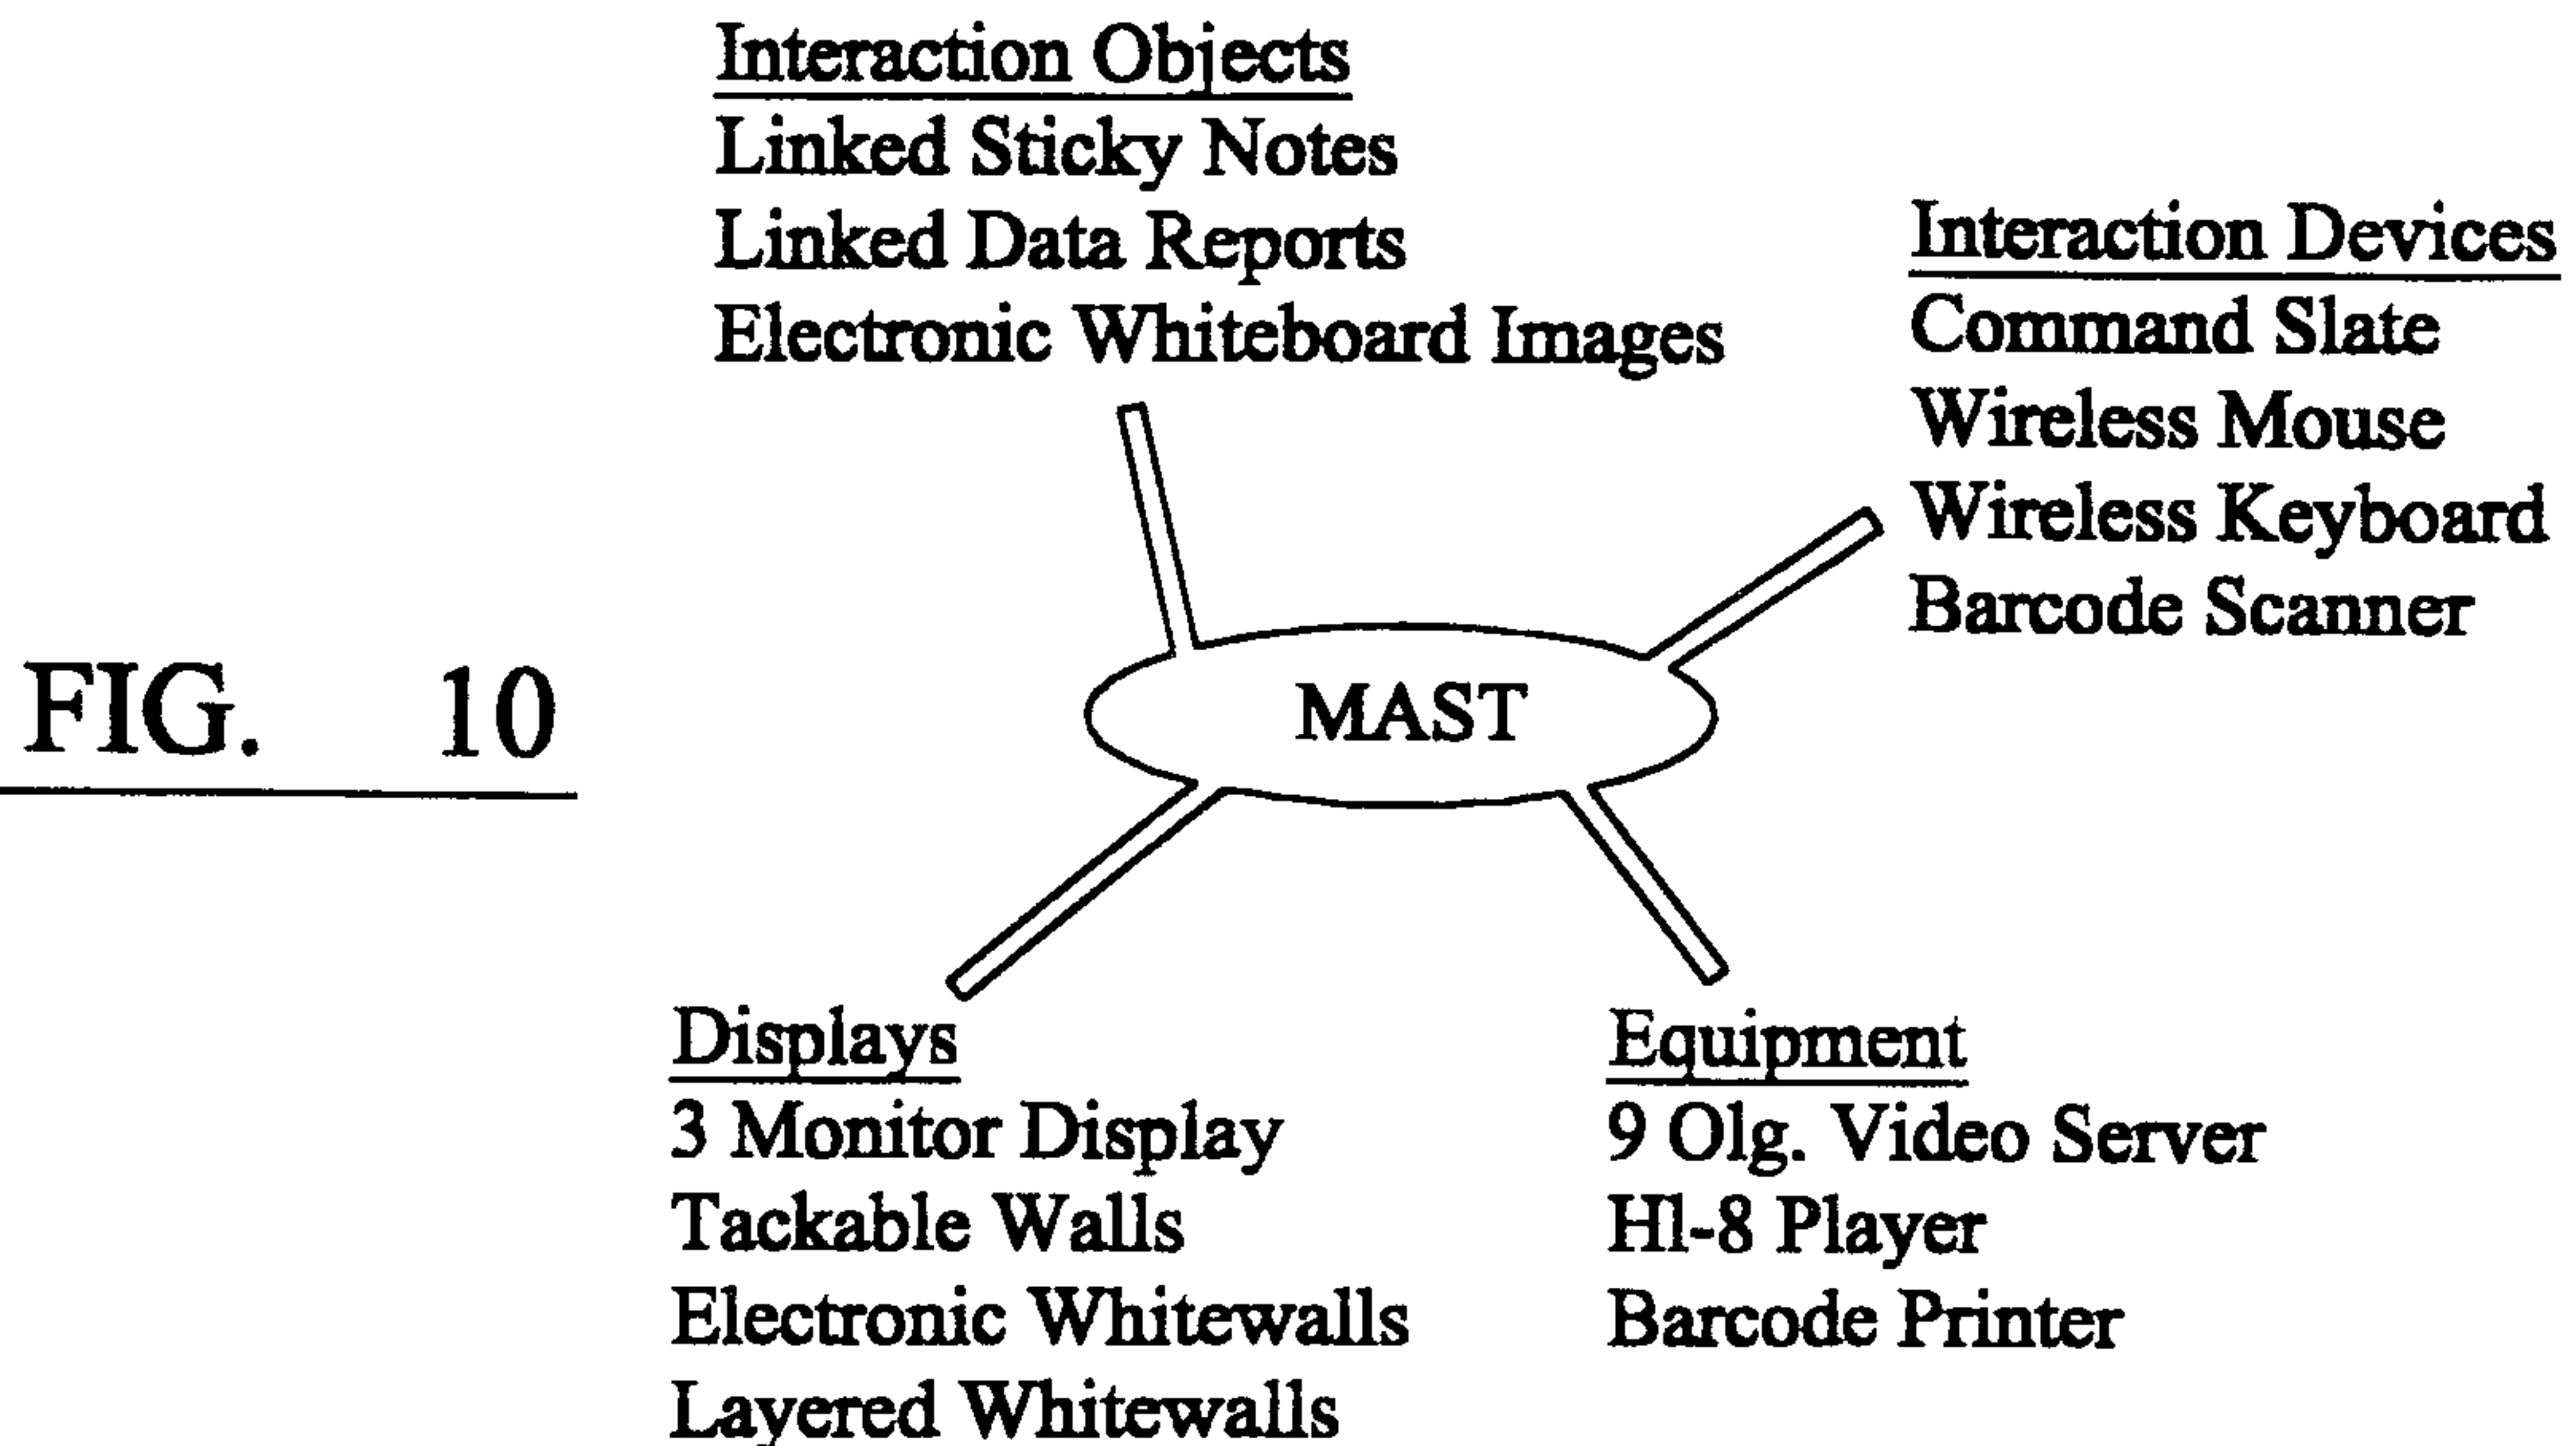 Interaction Objects
Linked Sticky Notes
Linked Data Reports
Electronic Whiteboard Images
Interaction Devices
Command Slate
Wireless Mouse
Wireless Keyboard
Barcode Scanner
MAST
FIG. 10
Displays
3 Monitor Display
Tackable Walls
Electronic Whitewalls
Layered Whitewalls
Equipment
9 Olg. Video Server
Hl-8 Player
Barcode Printer